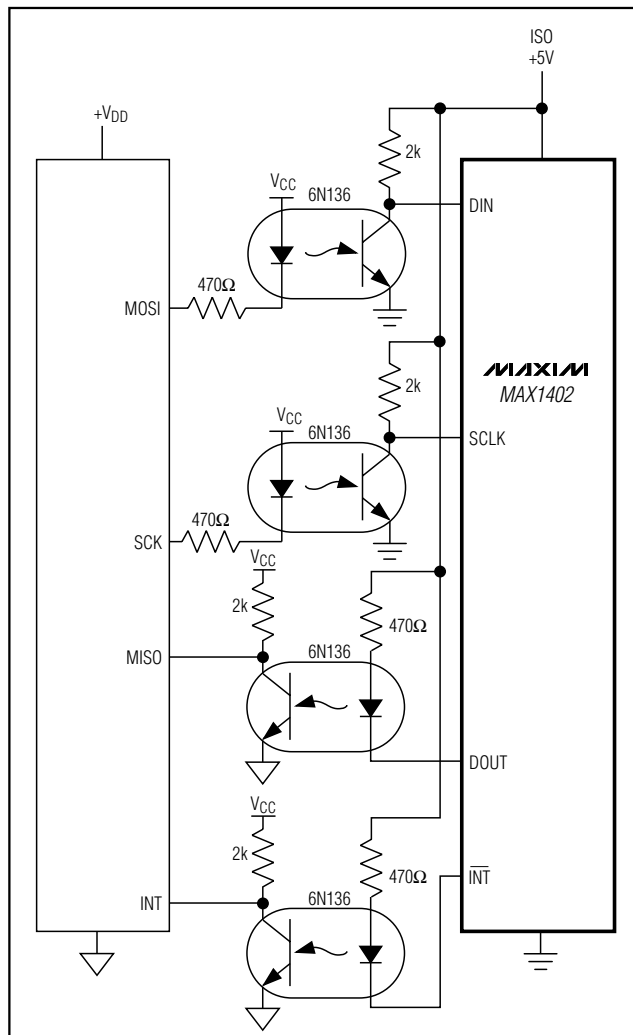 ISO
+5V
+VDD
2k
VCC
6N136
DIN
470Ω
MOSI
2k
MAXIM
MAX1402
VCC
6N136
SCLK
470Ω
SCK
VCC
2k
470Ω
6N136
MISO
DOUT
VCC
2k
470Ω
INT
6N136
INT